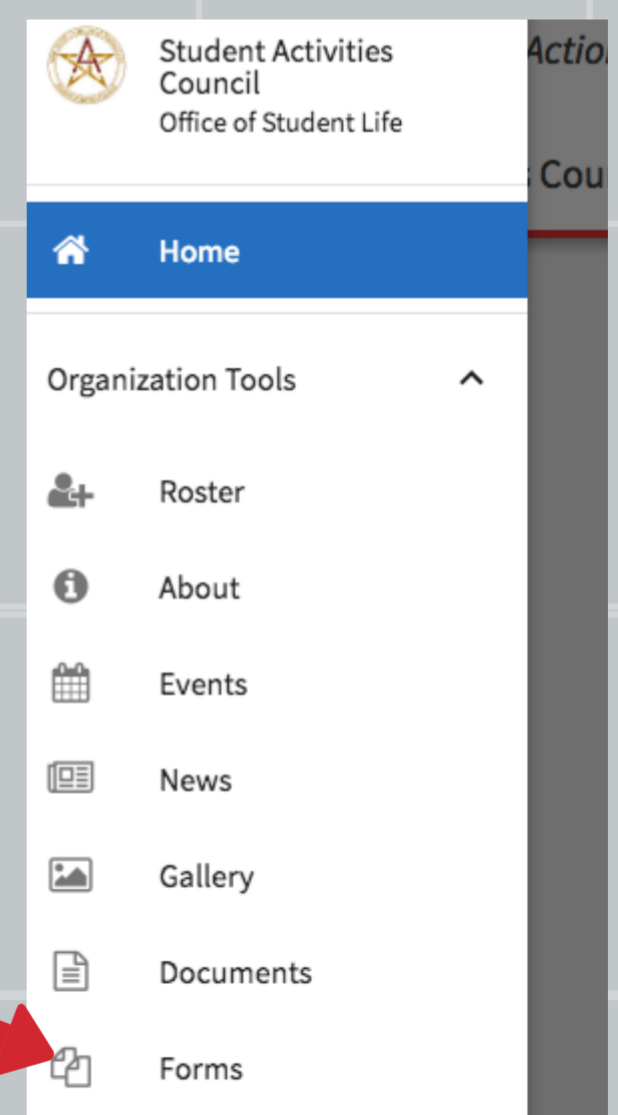 Student Activities
Council
Office of Student Life
Home
Organization Tools
Roster
About
Events
News
Gallery
Documents
Forms